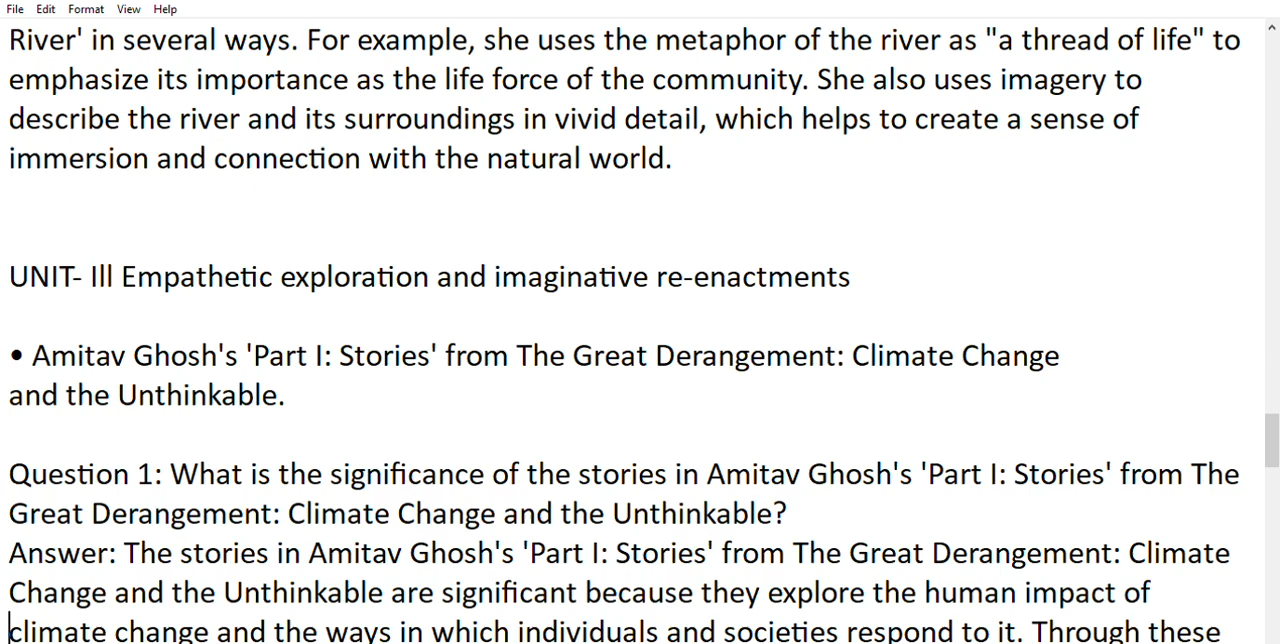 File Edit Format View Help
River' in several ways. For example, she uses the metaphor of the river as "a thread of life" to
emphasize its importance as the life force of the community. She also uses imagery to
describe the river and its surroundings in vivid detail, which helps to create a sense of
immersion and connection with the natural world.
UNIT- Ill Empathetic exploration and imaginative re-enactments
• Amitav Ghosh's 'Part I: Stories' from The Great Derangement: Climate Change
and the Unthinkable.
Question 1: What is the significance of the stories in Amitav Ghosh's 'Part I: Stories' from The
Great Derangement: Climate Change and the Unthinkable?
Answer: The stories in Amitav Ghosh's 'Part I: Stories' from The Great Derangement: Climate
Change and the Unthinkable are significant because they explore the human impact of
climate change and the ways in which individuals and societies respond to it. Through these